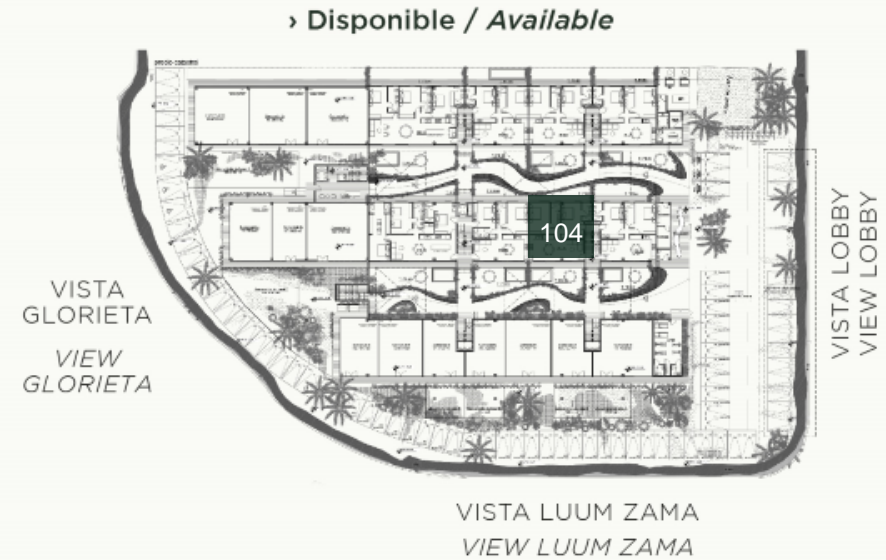 › Disponible / Available
104
VISTA
GLORIETA
VIEW
GLORIETA
VISTA LOBBY
VIEW LOBBY
VISTA LUUM ZAMA
VIEW LUUM ZAMA